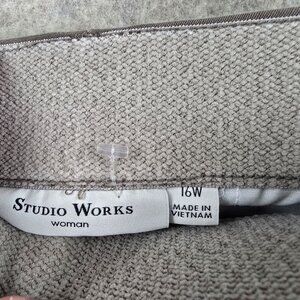 STUDIO WORKS
woman
16W
MADE IN
VIETNAM